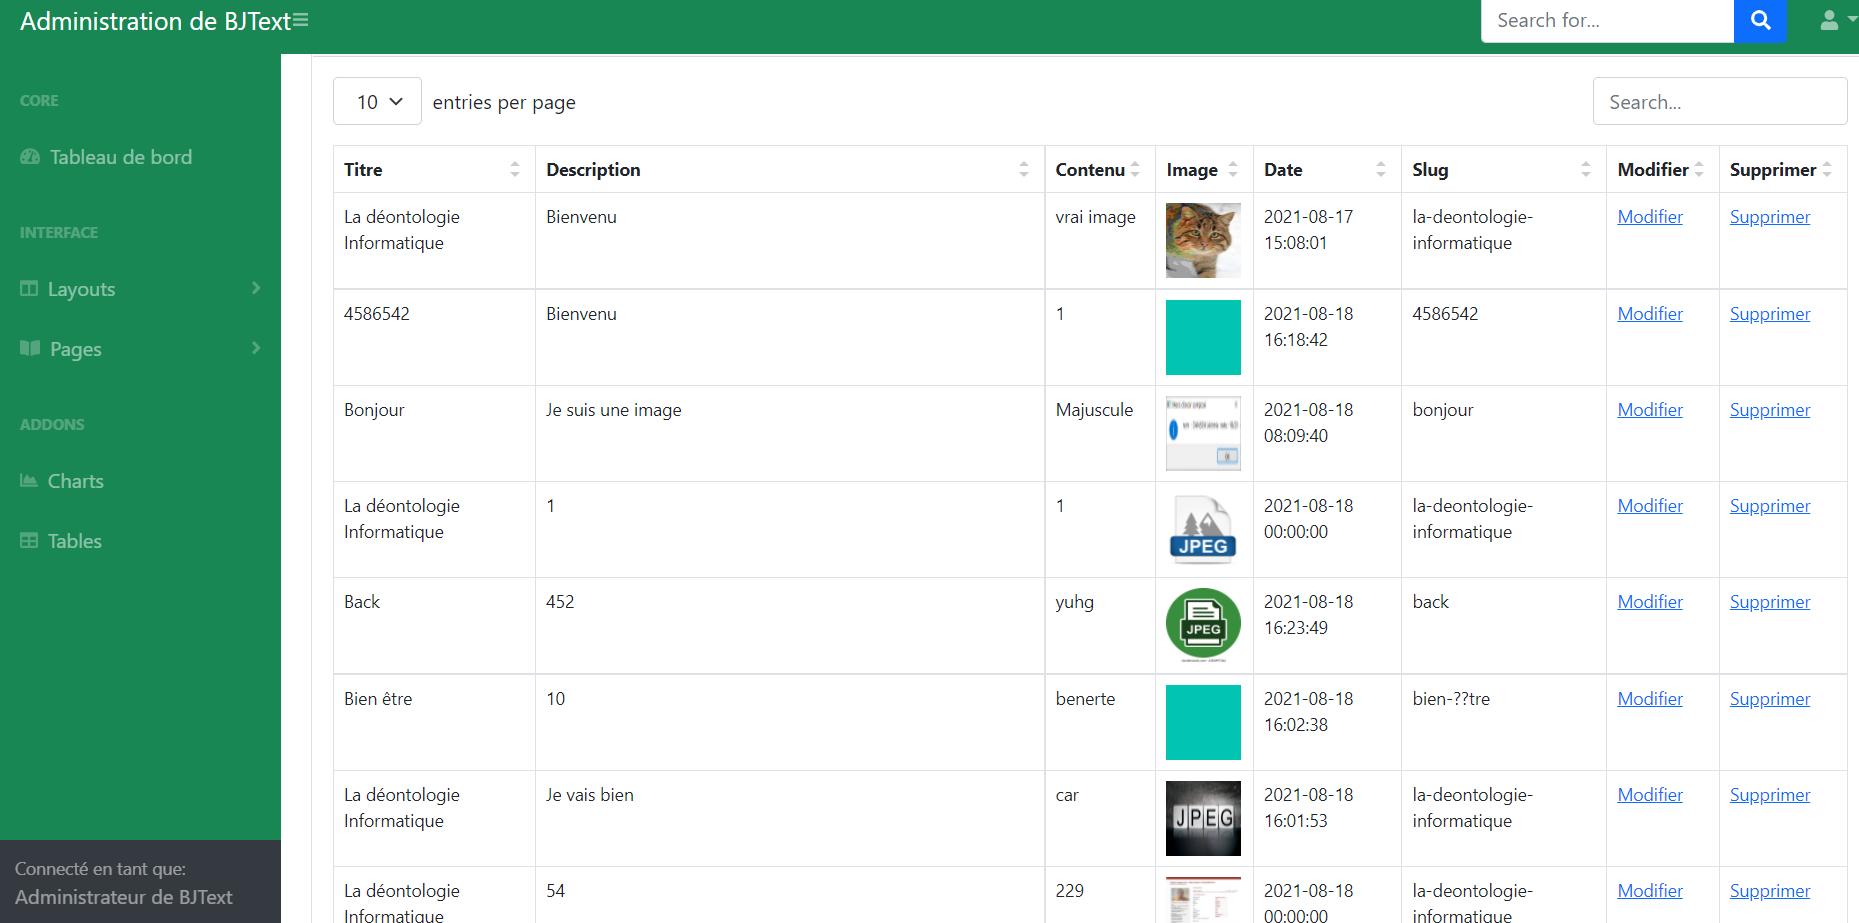 Administration de BJText
Search for...
CORE
Tableau de bord
INTERFACE
Layouts
Pages
ADDONS
Charts
Tables
Connecté en tant que:
Administrateur de BJText
10 entries per page
Search...
Titre Description Contenu Image Date Slug Modifier Supprimer
La déontologie Bienvenu vrai image 2021-08-17 la-deontologie- Modifier Supprimer
Informatique 15:08:01 informatique
4586542 Bienvenu 1 2021-08-18 4586542 Modifier Supprimer
16:18:42
Bonjour Je suis une image Majuscule 2021-08-18 bonjour Modifier Supprimer
08:09:40
La déontologie 1 1 2021-08-18 la-deontologie- Modifier Supprimer
Informatique 00:00:00 informatique
JPEG
Back 452 yuhg 2021-08-18 back Modifier Supprimer
16:23:49
JPEG
Bien être 10 benerte 2021-08-18 bien-??tre Modifier Supprimer
16:02:38
La déontologie Je vais bien car 2021-08-18 la-deontologie- Modifier Supprimer
Informatique 16:01:53 informatique
JPEG
La déontologie 54 229 2021-08-18 la-deontologie- Modifier Supprimer
Informatique 00:00:00 informatique